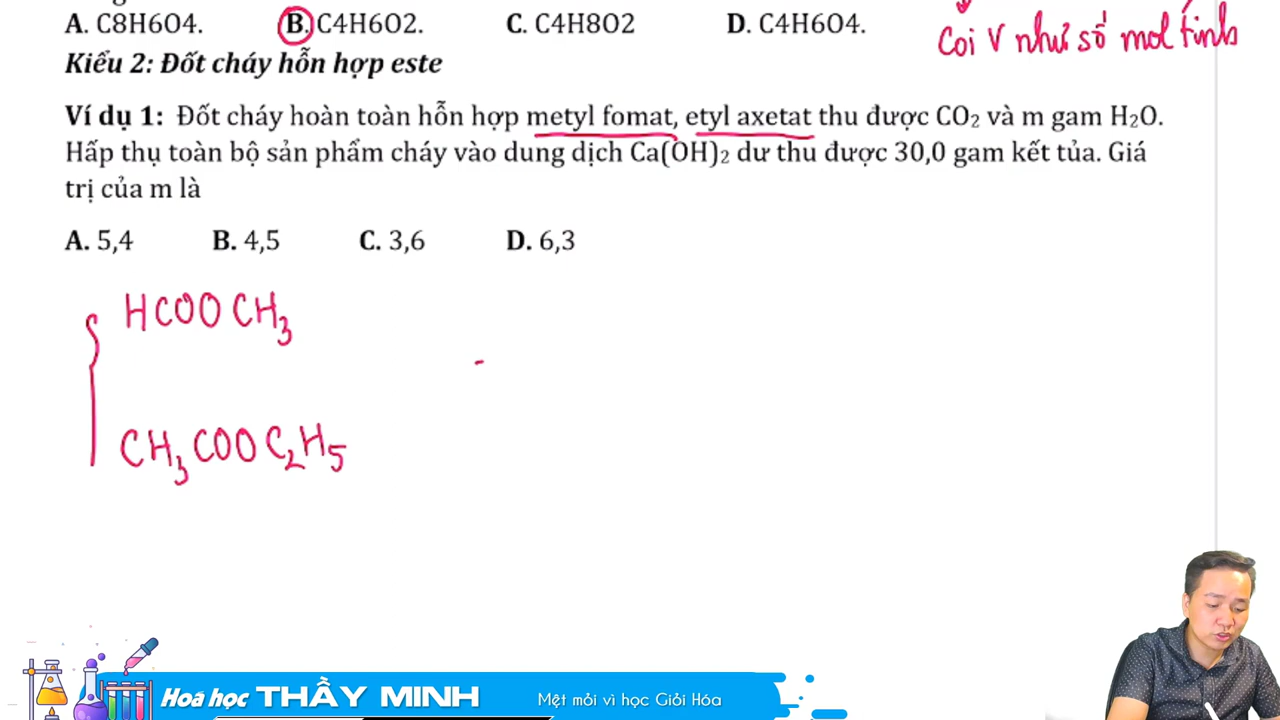 A. C8H6O4. B. C4H6O2. C. C4H8O2 D. C4H6O4.
coi V như số mol tính
Kiểu 2: Đốt cháy hỗn hợp este
Ví dụ 1: Đốt cháy hoàn toàn hỗn hợp metyl fomat, etyl axetat thu được CO2 và m gam H2O.
Hấp thụ toàn bộ sản phẩm cháy vào dung dịch Ca(OH)2 dư thu được 30,0 gam kết tủa. Giá
trị của m là
A. 5,4 B. 4,5 C. 3,6 D. 6,3
HCOOCH3
CH3COOC2H5
Hoá học THẦY MINH Mệt mỏi vì học Giỏi Hóa